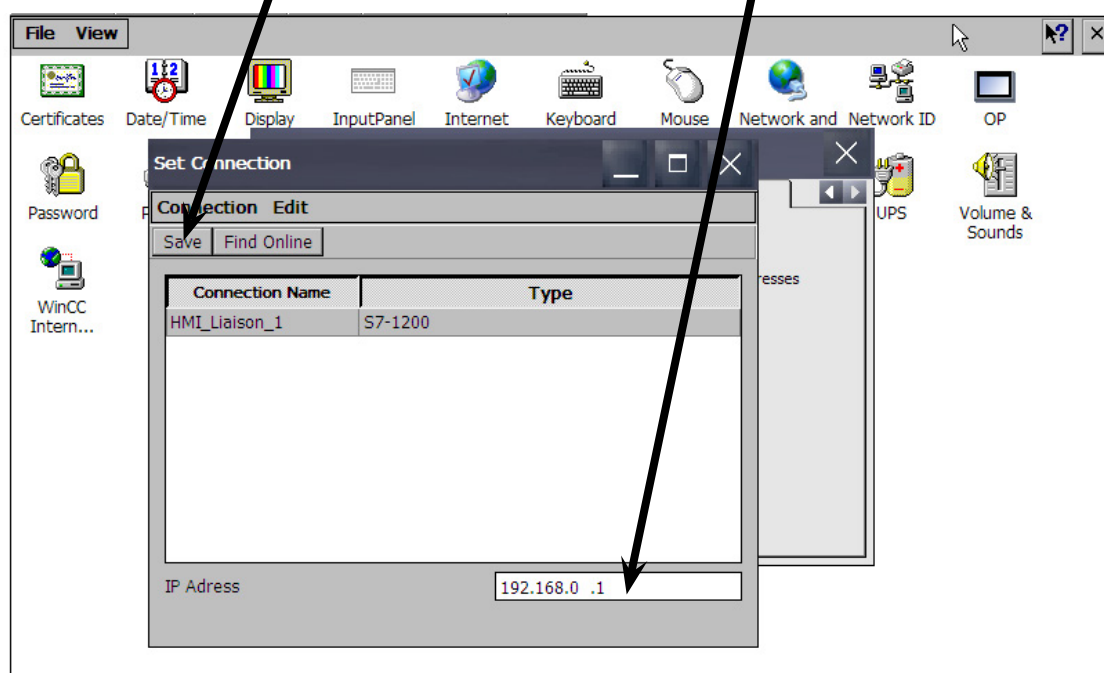 File View
Certificates Date/Time Display InputPanel Internet Keyboard Mouse Network and Network ID OP
Set Connection
Password UPS Volume &
Sounds
Connection Edit
Save Find Online
resses
Connection Name Type
WinCC
Intern...
HMI_Liaison_1 S7-1200
IP Adress 192.168.0 .1